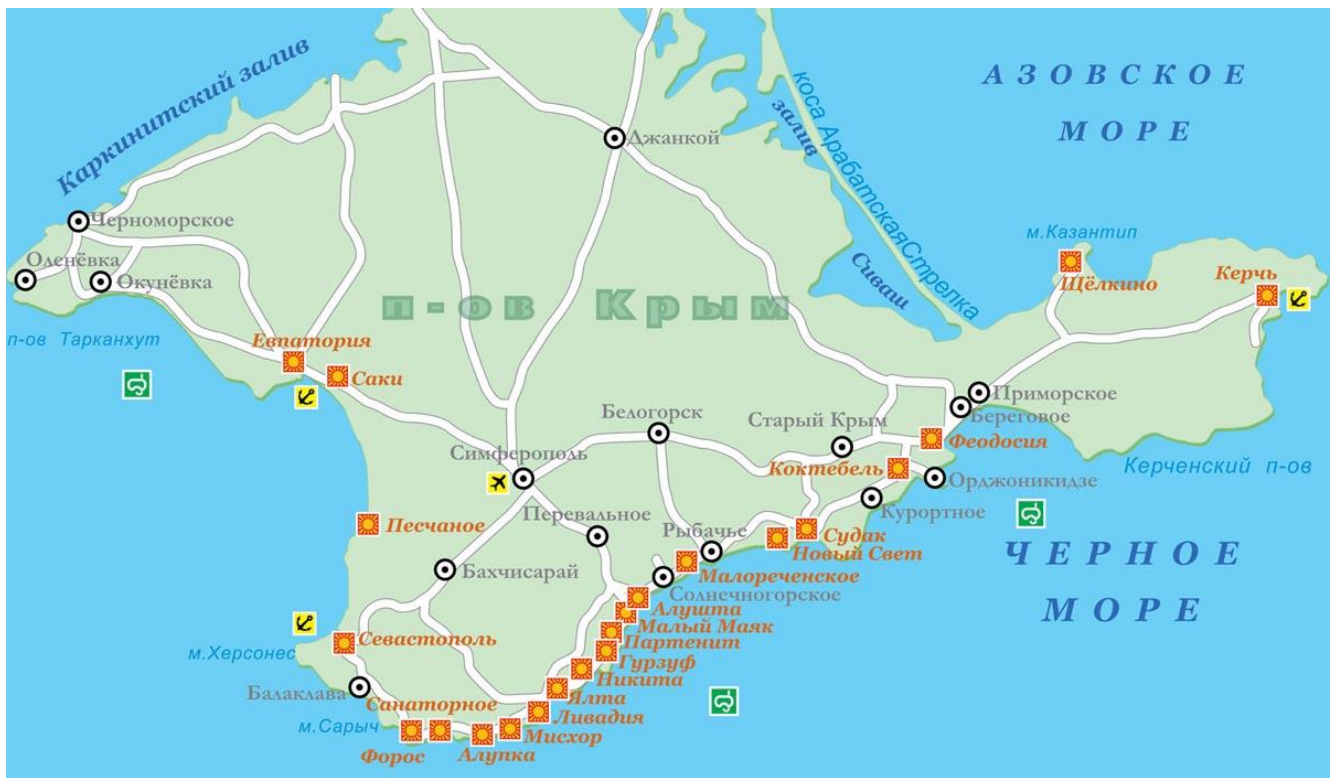 Каркинитский залив
АЗОВСКОЕ
МОРЕ
коса Арабатская Стрелка
залив
Сиваш
Джанкой
Черноморское
Оленёвка
Окунёвка
п-ов Тарканхут
п-ов Крым
м.Казантип
Щёлкино
Керчь
Евпатория
Саки
Приморское
Береговое
Белогорск
Старый Крым
Феодосия
Симферополь
Коктебель
Орджоникидзе
Керченский п-ов
Курортное
Песчаное
Перевальное
Рыбачье
Судак
Новый Свет
ЧЕРНОЕ
МОРЕ
Бахчисарай
Малореченское
Солнечногорское
Алушта
Малый Маяк
Партенит
Гурзуф
Никита
Ялта
Ливадия
Мисхор
Севастополь
м.Херсонес
Балаклава
Санаторное
м.Сарыч
Форос
Алупка